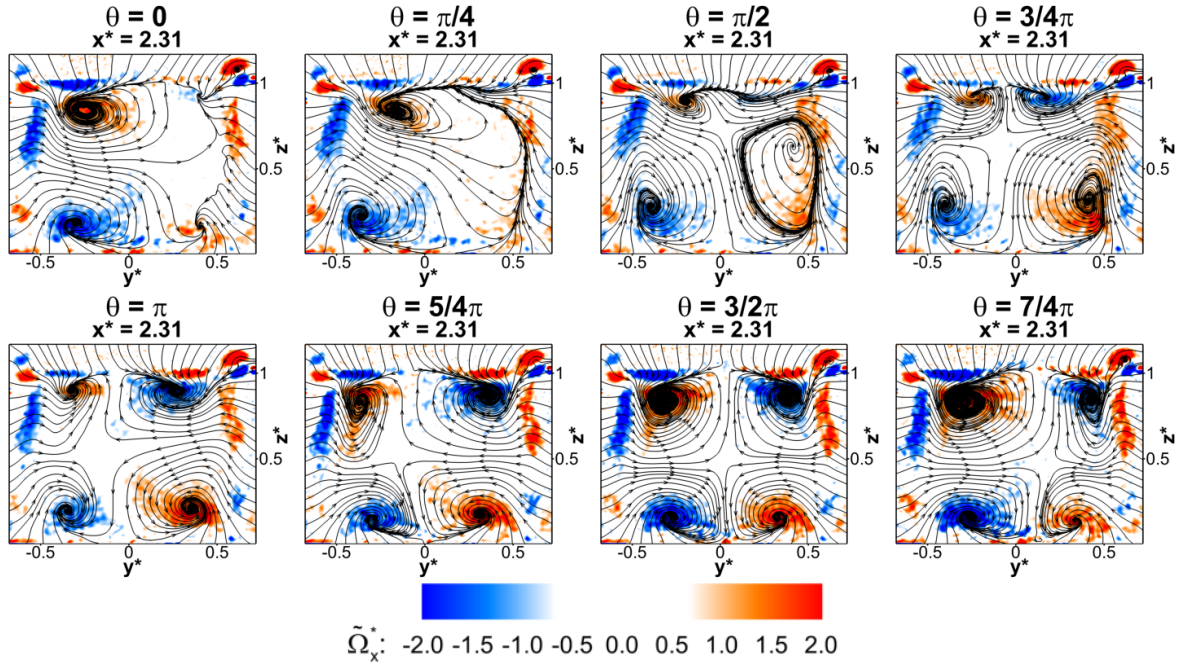 θ = 0
x* = 2.31
θ = π/4
x* = 2.31
θ = π/2
x* = 2.31
θ = 3/4π
x* = 2.31
1
0.5
z*
-0.5 0 0.5
y*
1
0.5
z*
-0.5 0 0.5
y*
1
0.5
z*
-0.5 0 0.5
y*
1
0.5
z*
-0.5 0 0.5
y*
θ = π
x* = 2.31
θ = 5/4π
x* = 2.31
θ = 3/2π
x* = 2.31
θ = 7/4π
x* = 2.31
1
0.5
z*
-0.5 0 0.5
y*
1
0.5
z*
-0.5 0 0.5
y*
1
0.5
z*
-0.5 0 0.5
y*
1
0.5
z*
-0.5 0 0.5
y*
Ω̃*ₓ: -2.0 -1.5 -1.0 -0.5 0.0 0.5 1.0 1.5 2.0